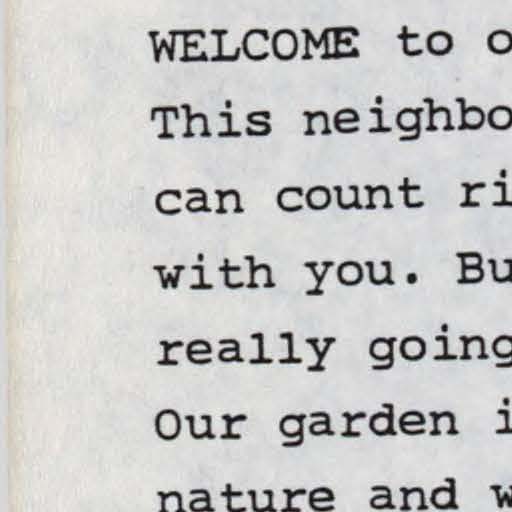 WELCOME to o
This neighbo
can count ri
with you. Bu
really going
Our garden i
nature and w